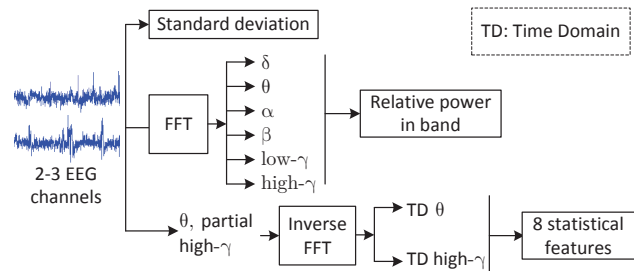 Standard deviation
TD: Time Domain
2-3 EEG
channels
FFT
δ
θ
α
β
low-γ
high-γ
Relative power
in band
θ, partial
high-γ
Inverse
FFT
TD θ
TD high-γ
8 statistical
features